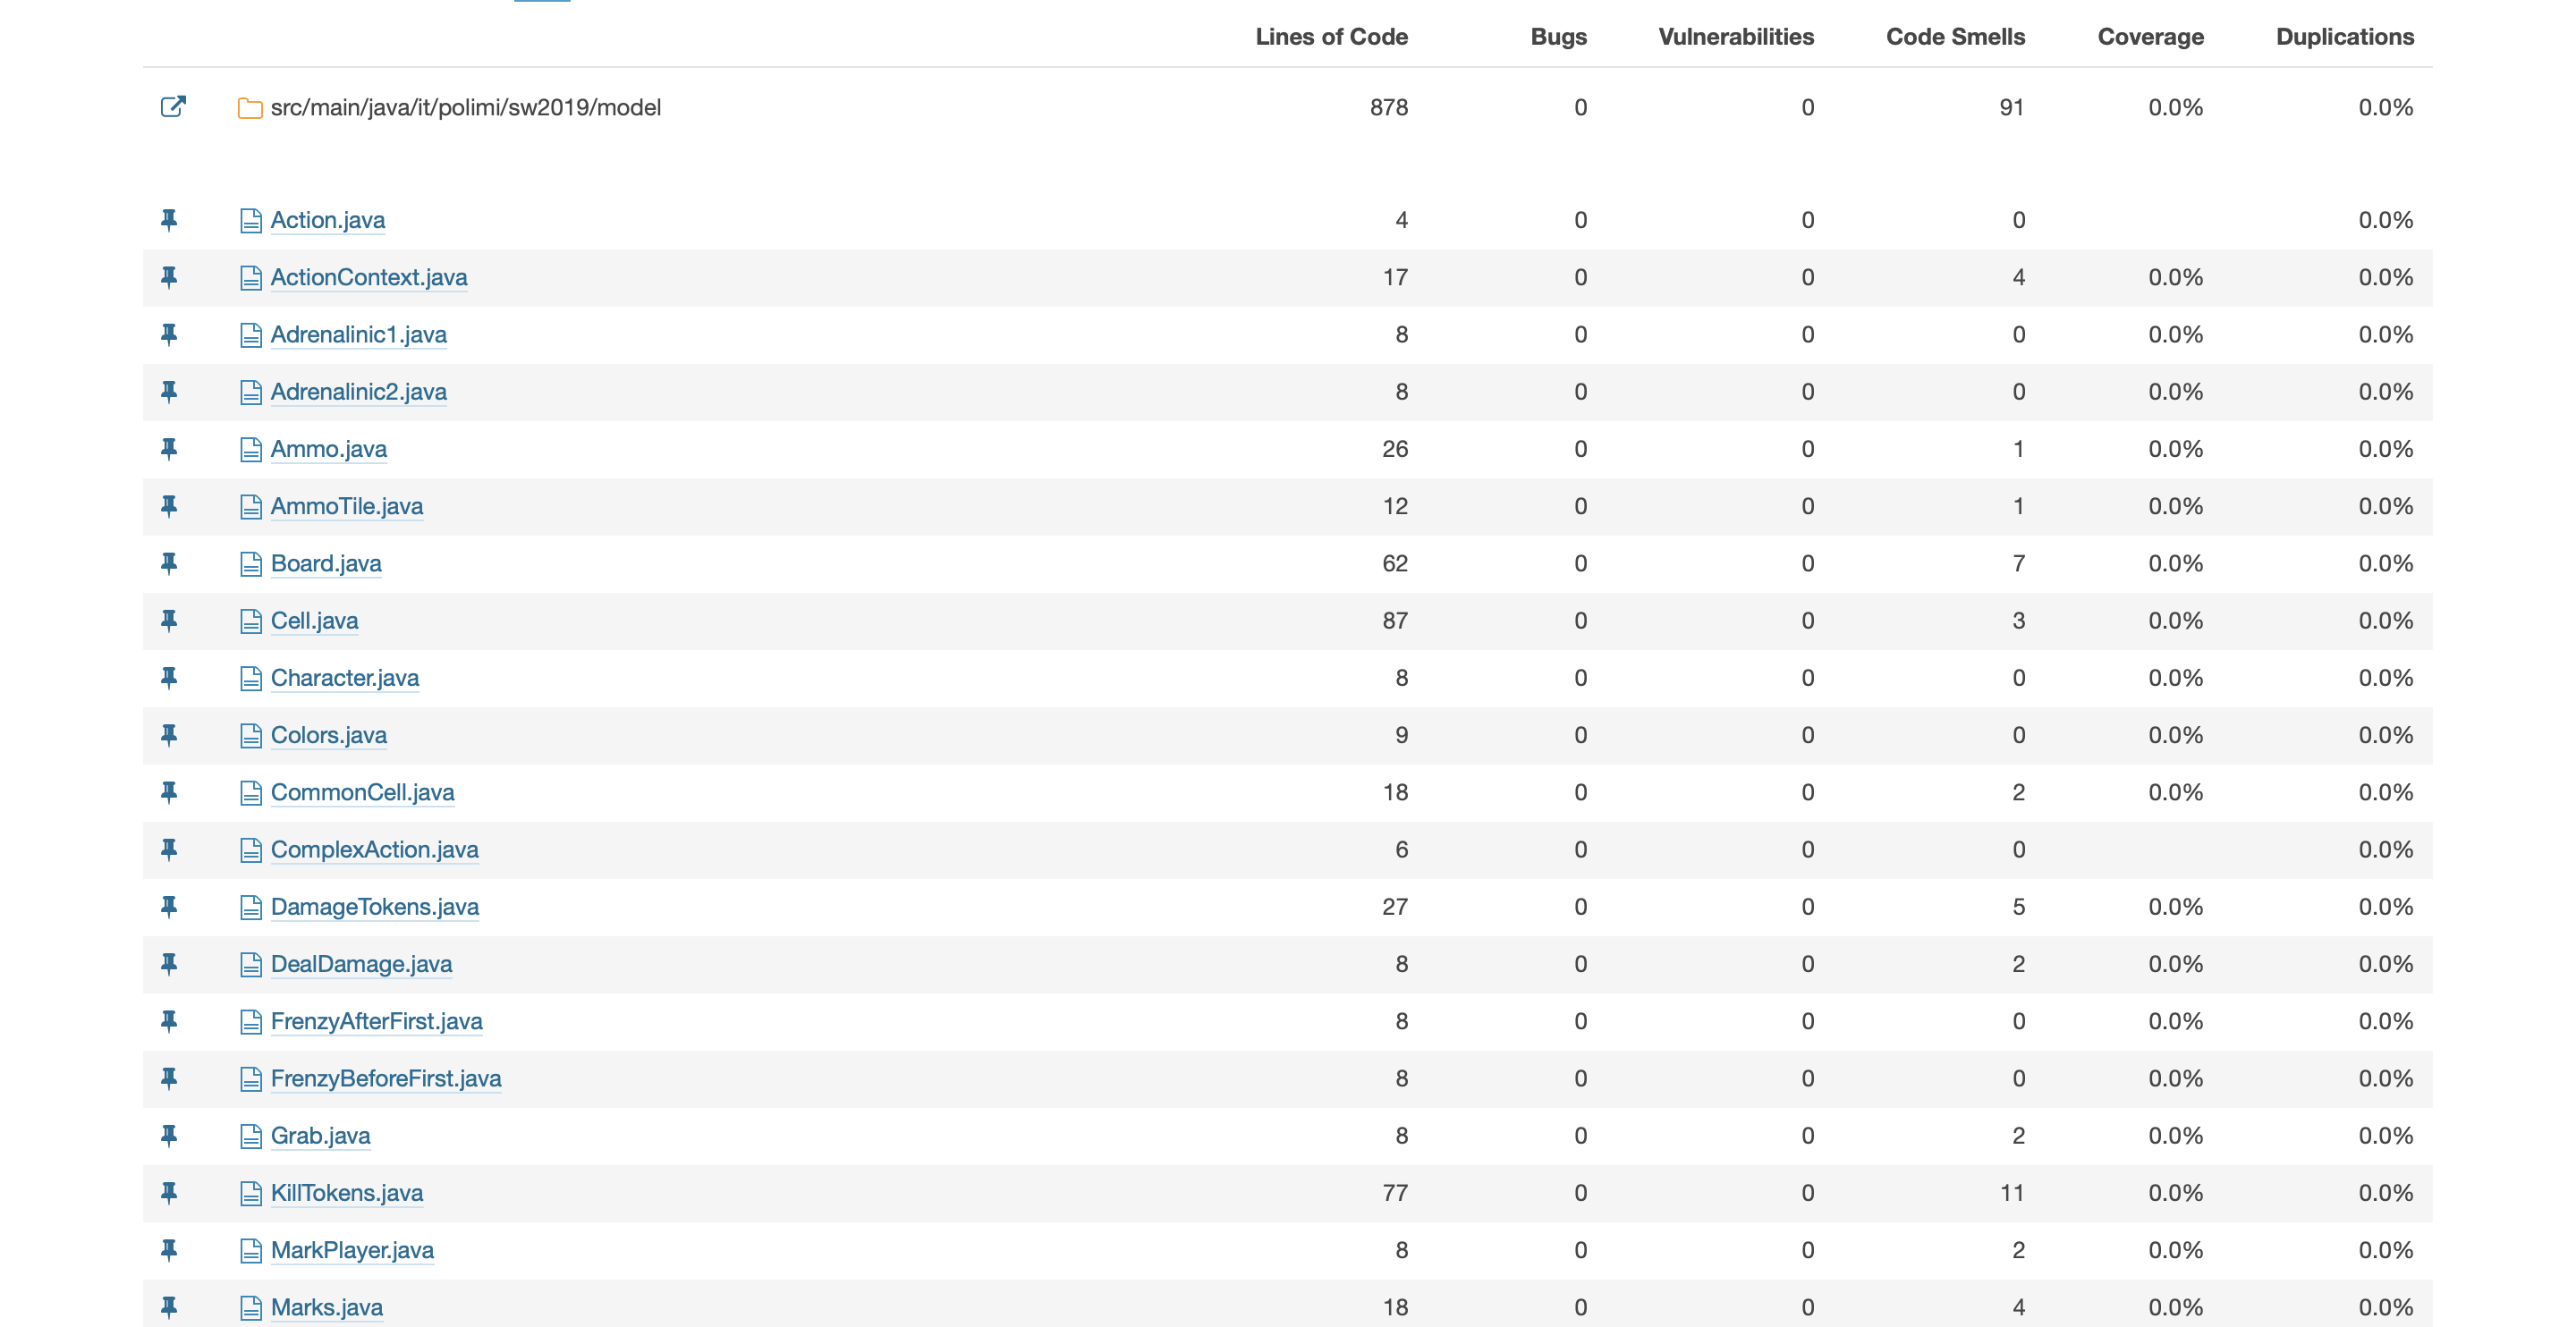 Lines of Code Bugs Vulnerabilities Code Smells Coverage Duplications
src/main/java/it/polimi/sw2019/model 878 0 0 91 0.0% 0.0%
Action.java 4 0 0 0 0.0%
ActionContext.java 17 0 0 4 0.0% 0.0%
Adrenalinic1.java 8 0 0 0 0.0% 0.0%
Adrenalinic2.java 8 0 0 0 0.0% 0.0%
Ammo.java 26 0 0 1 0.0% 0.0%
AmmoTile.java 12 0 0 1 0.0% 0.0%
Board.java 62 0 0 7 0.0% 0.0%
Cell.java 87 0 0 3 0.0% 0.0%
Character.java 8 0 0 0 0.0% 0.0%
Colors.java 9 0 0 0 0.0% 0.0%
CommonCell.java 18 0 0 2 0.0% 0.0%
ComplexAction.java 6 0 0 0 0.0%
DamageTokens.java 27 0 0 5 0.0% 0.0%
DealDamage.java 8 0 0 2 0.0% 0.0%
FrenzyAfterFirst.java 8 0 0 0 0.0% 0.0%
FrenzyBeforeFirst.java 8 0 0 0 0.0% 0.0%
Grab.java 8 0 0 2 0.0% 0.0%
KillTokens.java 77 0 0 11 0.0% 0.0%
MarkPlayer.java 8 0 0 2 0.0% 0.0%
Marks.java 18 0 0 4 0.0% 0.0%